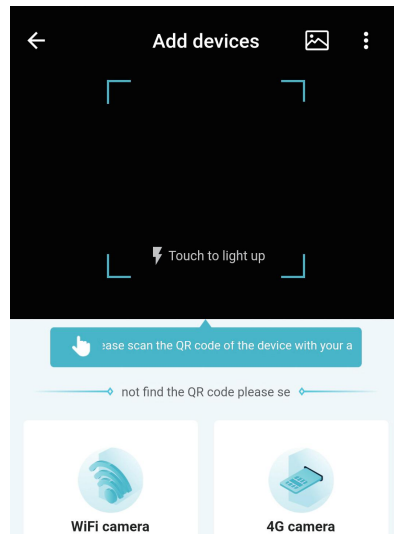 Add devices
Touch to light up
ease scan the QR code of the device with your a
not find the QR code please se
WiFi camera
4G camera